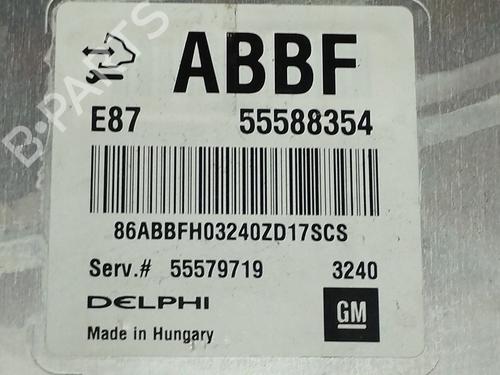 ABBF
E87 55588354
86ABBFH03240ZD17SCS
Serv.# 55579719 3240
DELPHI
GM
Made in Hungary
B-PARTS